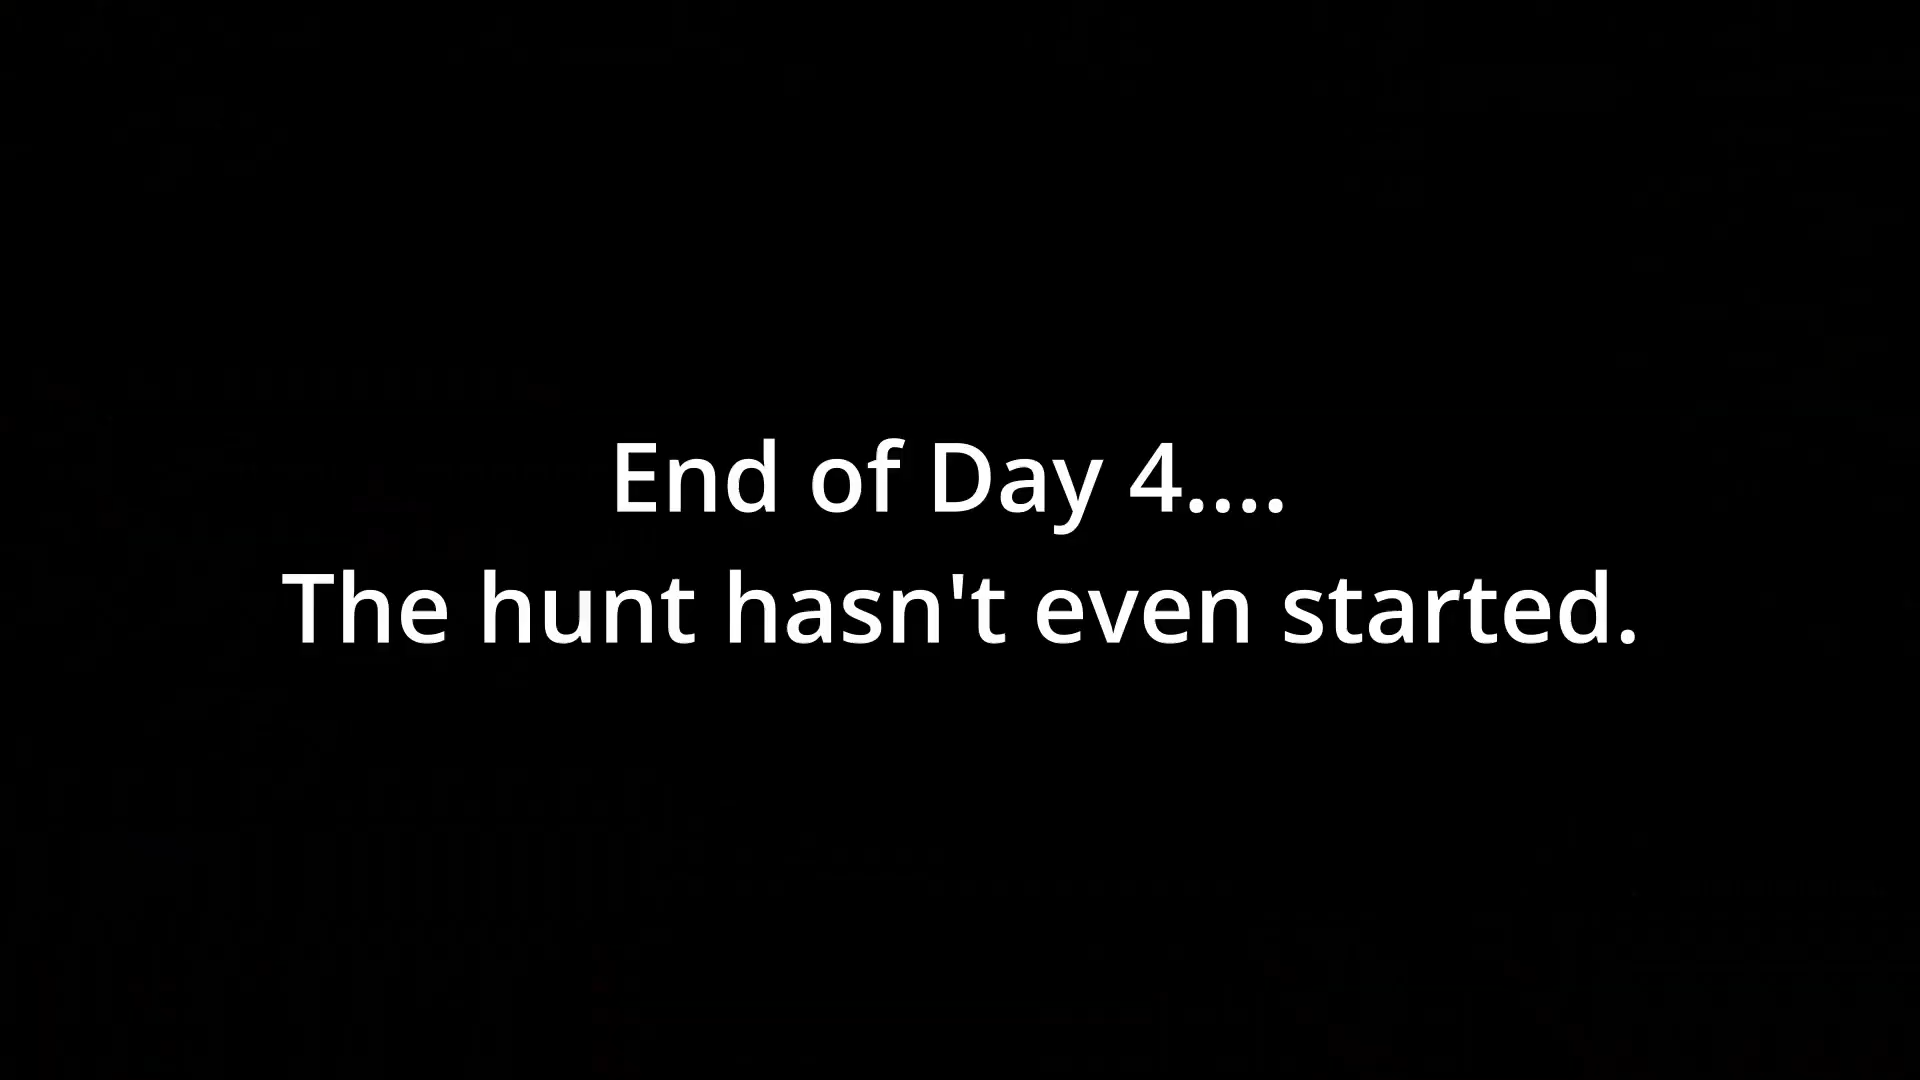 End of Day 4....
The hunt hasn't even started.